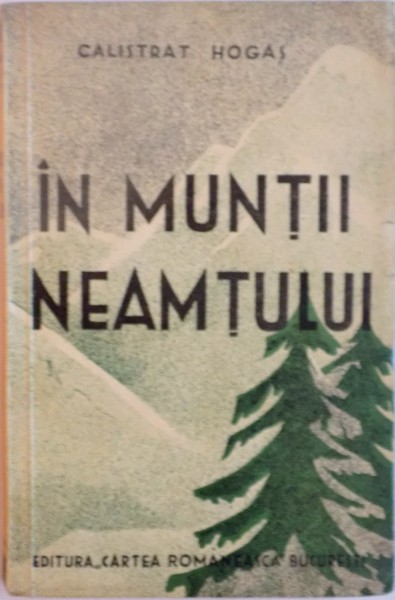 CALISTRAT HOGAȘ
ÎN MUNȚII
NEAMȚULUI
EDITURA „CARTEA ROMÂNEASCĂ” BUCUREȘTI